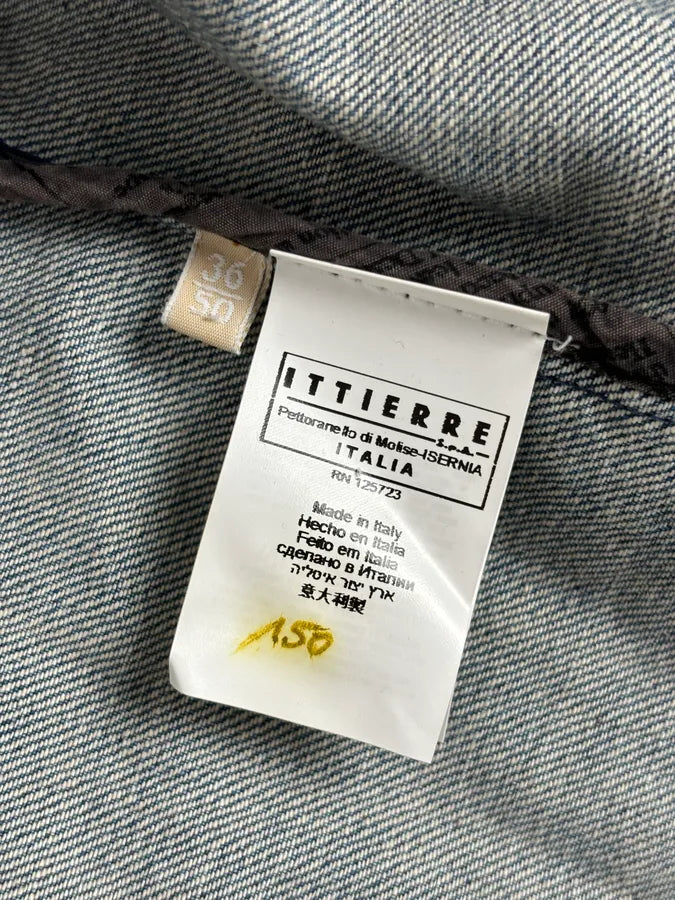 36
50
ITTIERRE
S.p.A.
Pettoranello di Molise-ISERNIA
ITALIA
RN 125723
Made in Italy
Hecho en Italia
Feito em Italia
сделано в Италии
ארץ יצור איטליה
意大利製
150